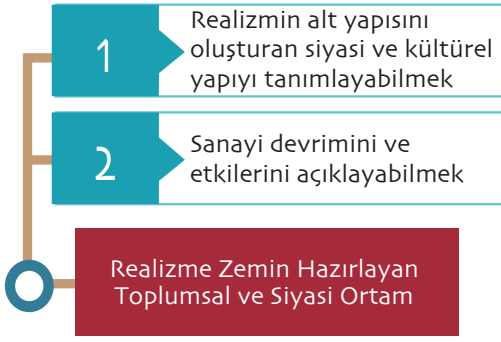 1
Realizmin alt yapısını
oluşturan siyasi ve kültürel
yapıyı tanımlayabilmek
2
Sanayi devrimini ve
etkilerini açıklayabilmek
Realizme Zemin Hazırlayan
Toplumsal ve Siyasi Ortam